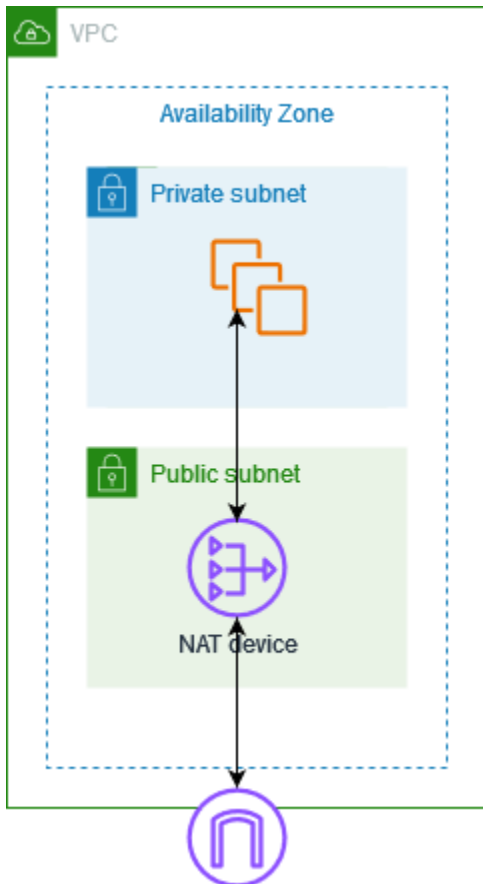 VPC
Availability Zone
Private subnet
Public subnet
NAT device